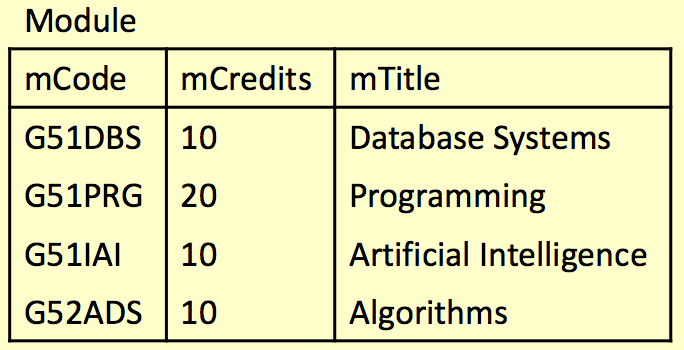 Module
mCode mCredits mTitle
G51DBS 10 Database Systems
G51PRG 20 Programming
G51IAI 10 Artificial Intelligence
G52ADS 10 Algorithms